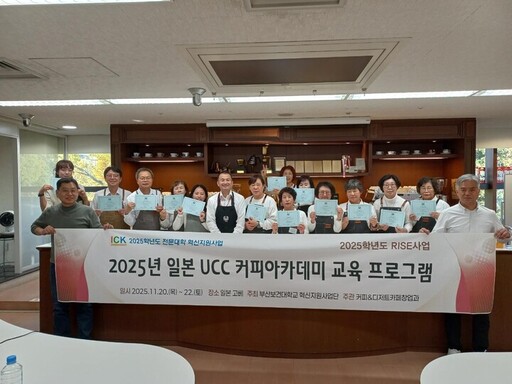 ICK 2025학년도 전문대학 혁신지원사업
2025학년도 RISE사업
2025년 일본 UCC 커피아카데미 교육 프로그램
일시 2025.11.20.(목) ~ 22.(토) 장소 일본 고베 주최 부산보건대학교 혁신지원사업단 주관 커피&디저트카페창업과